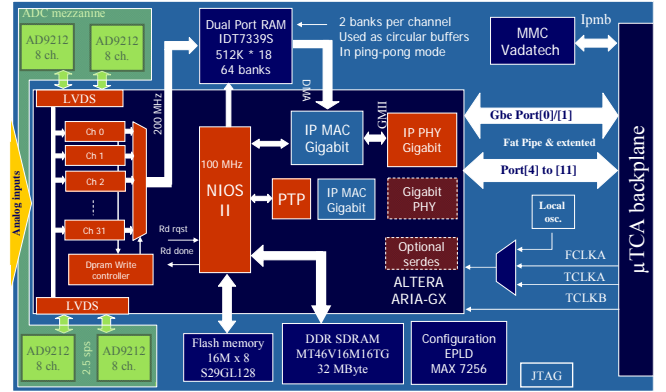 ADC mezzanine
AD9212
8 ch.
AD9212
8 ch.
LVDS
Dual Port RAM
IDT7339S
512K * 18
64 banks
2 banks per channel
Used as circular buffers
In ping-pong mode
MMC
Vadatech
Ipmb
200 MHz
DMA
GMII
Ch 0
Ch 1
Ch 2
Ch 31
Dpram Write
controller
Analog inputs
100 MHz
NIOS
II
Rd rqst
Rd done
IP MAC
Gigabit
IP PHY
Gigabit
PTP
IP MAC
Gigabit
Gigabit
PHY
Optional
serdes
ALTERA
ARIA-GX
Gbe Port[0]/[1]
Fat Pipe & extented
Port[4] to [11]
Local
osc.
FCLKA
TCLKA
TCLKB
µTCA backplane
LVDS
AD9212
8 ch.
2.5 sps
AD9212
8 ch.
Flash memory
16M x 8
S29GL128
DDR SDRAM
MT46V16M16TG
32 MByte
Configuration
EPLD
MAX 7256
JTAG